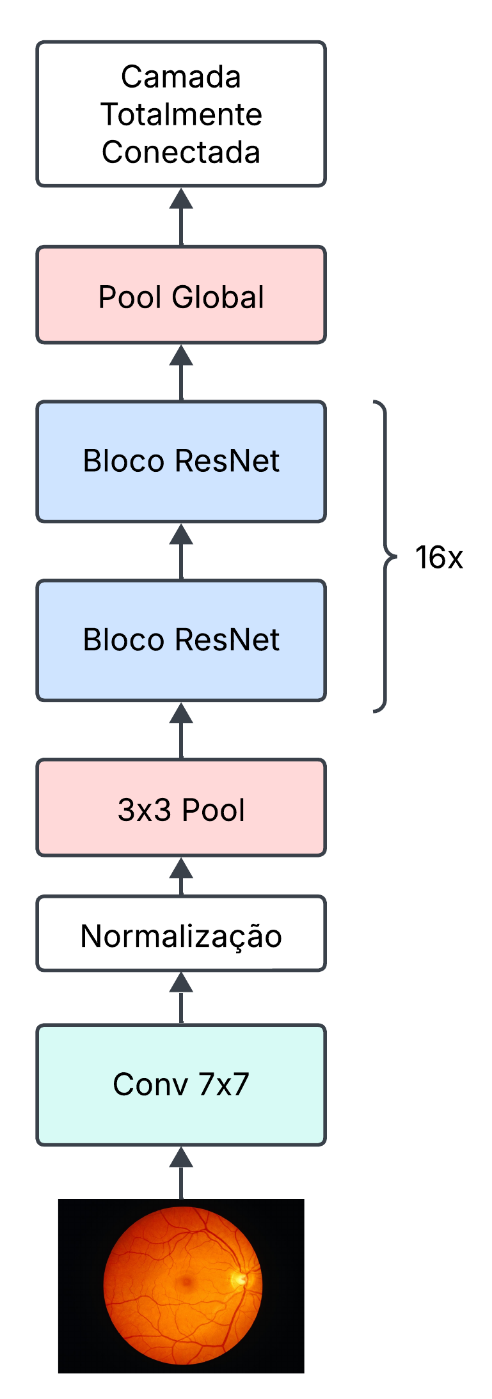 Camada
Totalmente
Conectada
Pool Global
Bloco ResNet
16x
Bloco ResNet
3x3 Pool
Normalização
Conv 7x7